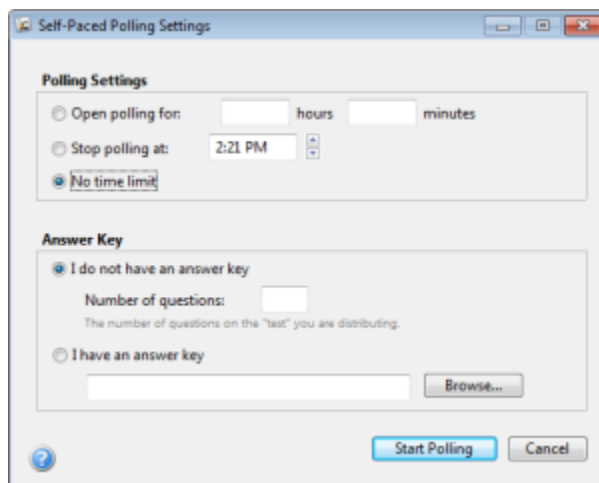 Self-Paced Polling Settings
Polling Settings
Open polling for: hours minutes
Stop polling at: 2:21 PM
No time limit
Answer Key
I do not have an answer key
Number of questions:
The number of questions on the "test" you are distributing.
I have an answer key
Browse...
Start Polling Cancel